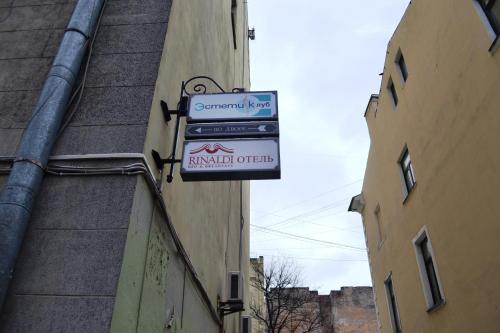 Эстетик Клуб
во дворе
RINALDI ОТЕЛЬ
BED & BREAKFAST